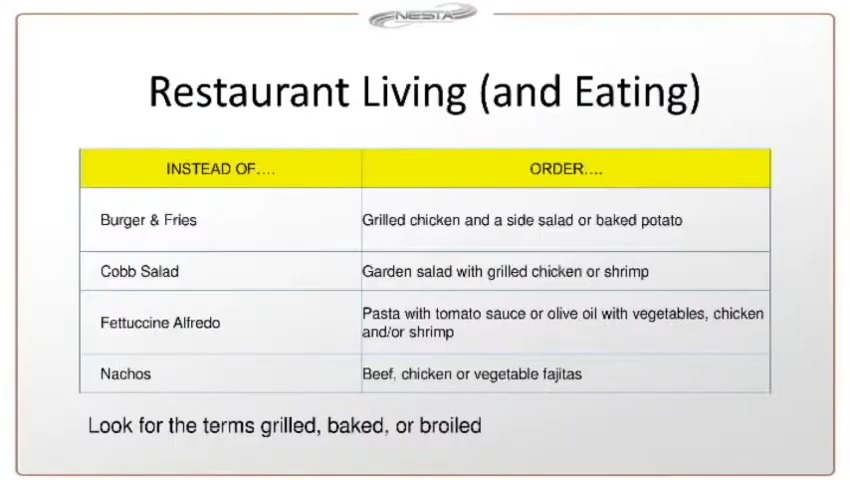 NESTA
Restaurant Living (and Eating)
INSTEAD OF.... ORDER....
Burger & Fries Grilled chicken and a side salad or baked potato
Cobb Salad Garden salad with grilled chicken or shrimp
Fettuccine Alfredo Pasta with tomato sauce or olive oil with vegetables, chicken
and/or shrimp
Nachos Beef, chicken or vegetable fajitas
Look for the terms grilled, baked, or broiled